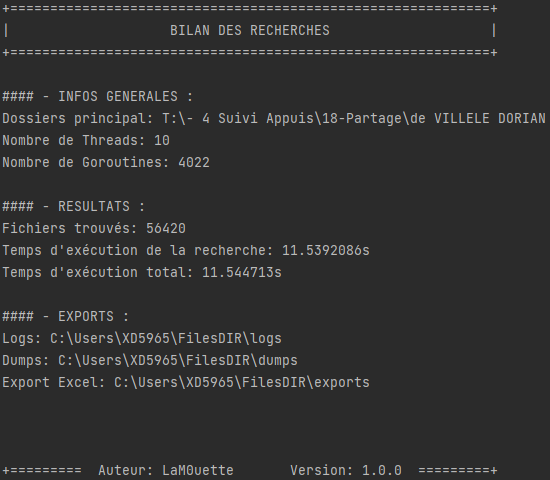 +============================================================+
|                    BILAN DES RECHERCHES                    |
+============================================================+
#### - INFOS GENERALES :
Dossiers principal: T:\- 4 Suivi Appuis\18-Partage\de VILLELE DORIAN
Nombre de Threads: 10
Nombre de Goroutines: 4022
#### - RESULTATS :
Fichiers trouvés: 56420
Temps d'exécution de la recherche: 11.5392086s
Temps d'exécution total: 11.544713s
#### - EXPORTS :
Logs: C:\Users\XD5965\FilesDIR\logs
Dumps: C:\Users\XD5965\FilesDIR\dumps
Export Excel: C:\Users\XD5965\FilesDIR\exports
+=========  Auteur: LaM0uette       Version: 1.0.0  =========+